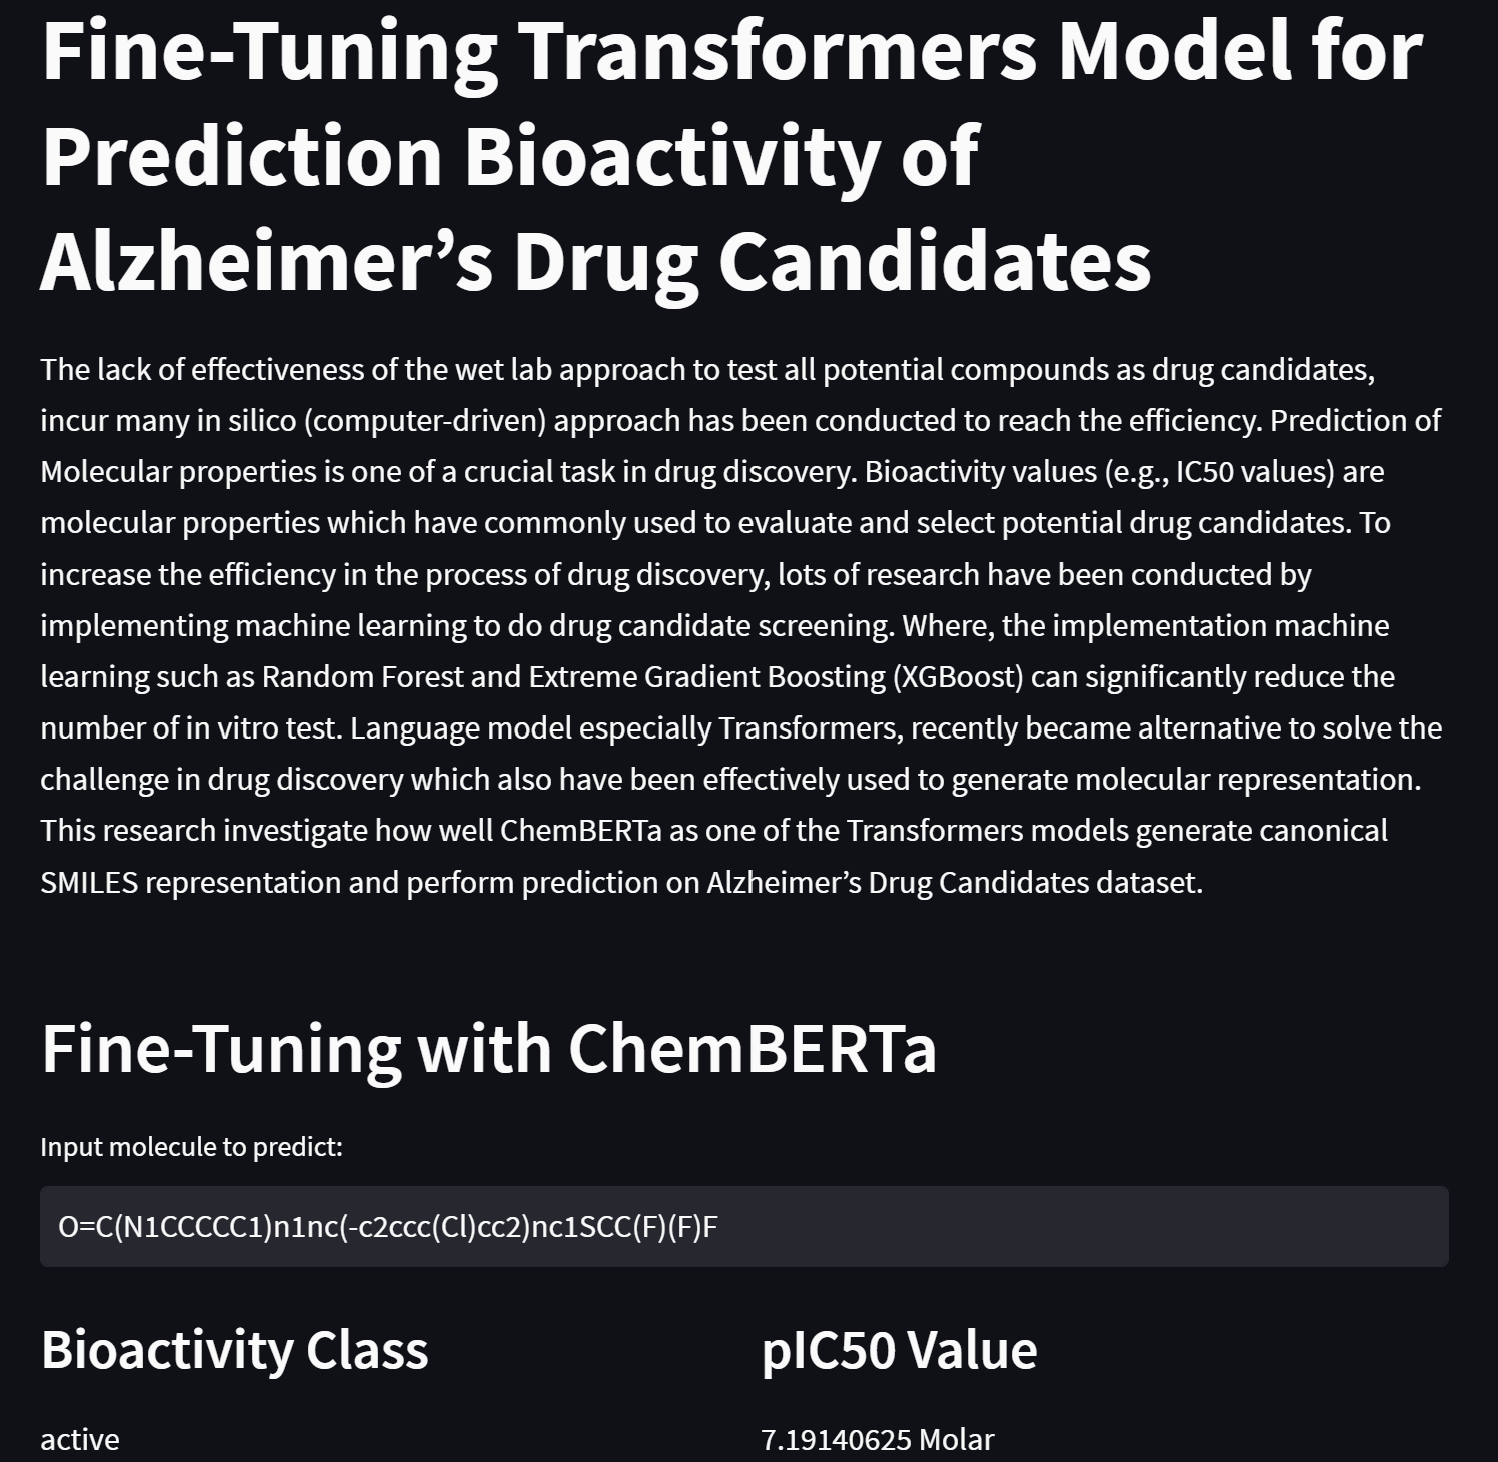 Fine-Tuning Transformers Model for
Prediction Bioactivity of
Alzheimer’s Drug Candidates
The lack of effectiveness of the wet lab approach to test all potential compounds as drug candidates,
incur many in silico (computer-driven) approach has been conducted to reach the efficiency. Prediction of
Molecular properties is one of a crucial task in drug discovery. Bioactivity values (e.g., IC50 values) are
molecular properties which have commonly used to evaluate and select potential drug candidates. To
increase the efficiency in the process of drug discovery, lots of research have been conducted by
implementing machine learning to do drug candidate screening. Where, the implementation machine
learning such as Random Forest and Extreme Gradient Boosting (XGBoost) can significantly reduce the
number of in vitro test. Language model especially Transformers, recently became alternative to solve the
challenge in drug discovery which also have been effectively used to generate molecular representation.
This research investigate how well ChemBERTa as one of the Transformers models generate canonical
SMILES representation and perform prediction on Alzheimer’s Drug Candidates dataset.
Fine-Tuning with ChemBERTa
Input molecule to predict:
O=C(N1CCCCC1)n1nc(-c2ccc(Cl)cc2)nc1SCC(F)(F)F
Bioactivity Class
pIC50 Value
active
7.19140625 Molar